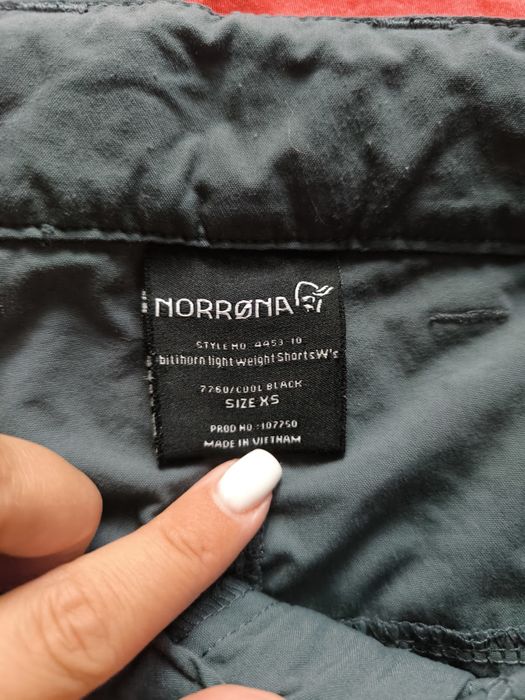 NORRØNA
STYLE NO. 4453-10
bitihorn light weight Shorts W's
7760/COOL BLACK
SIZE XS
PROD NO :107750
MADE IN VIETNAM